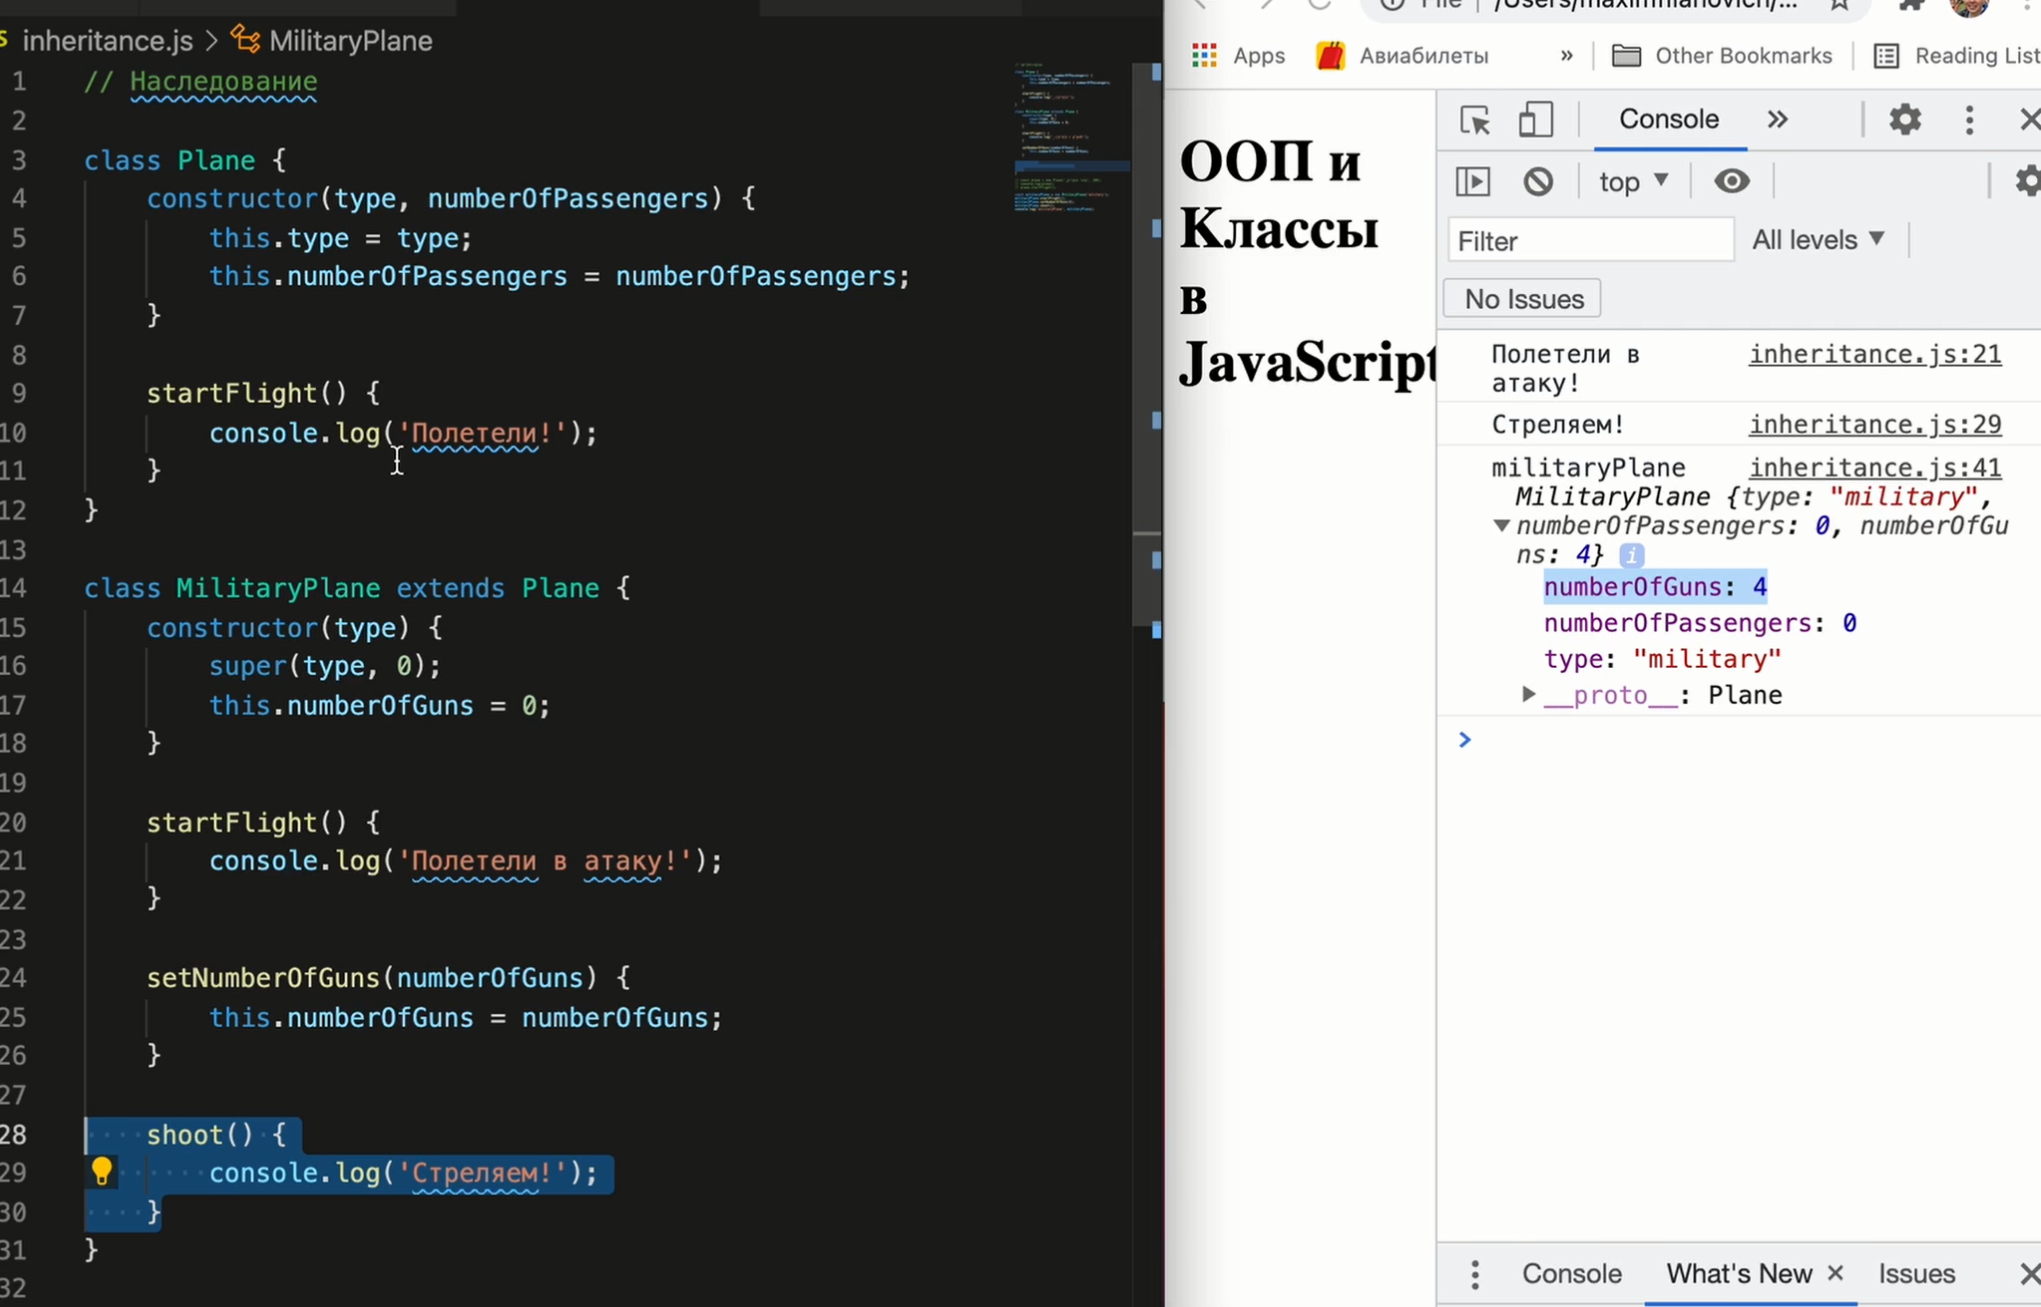 inheritance.js > MilitaryPlane
1 // Наследование
2
3 class Plane {
4 constructor(type, numberOfPassengers) {
5 this.type = type;
6 this.numberOfPassengers = numberOfPassengers;
7 }
8
9 startFlight() {
10 console.log('Полетели!');
11 }
12 }
13
14 class MilitaryPlane extends Plane {
15 constructor(type) {
16 super(type, 0);
17 this.numberOfGuns = 0;
18 }
19
20 startFlight() {
21 console.log('Полетели в атаку!');
22 }
23
24 setNumberOfGuns(numberOfGuns) {
25 this.numberOfGuns = numberOfGuns;
26 }
27
28 shoot() {
29 console.log('Стреляем!');
30 }
31 }
32
Apps Авиабилеты » Other Bookmarks Reading List
ООП и
Классы
в
JavaScript
Console »
top
Filter All levels
No Issues
Полетели в inheritance.js:21
атаку!
Стреляем! inheritance.js:29
militaryPlane inheritance.js:41
MilitaryPlane {type: "military",
numberOfPassengers: 0, numberOfGu
ns: 4} i
numberOfGuns: 4
numberOfPassengers: 0
type: "military"
__proto__: Plane
>
Console What's New × Issues